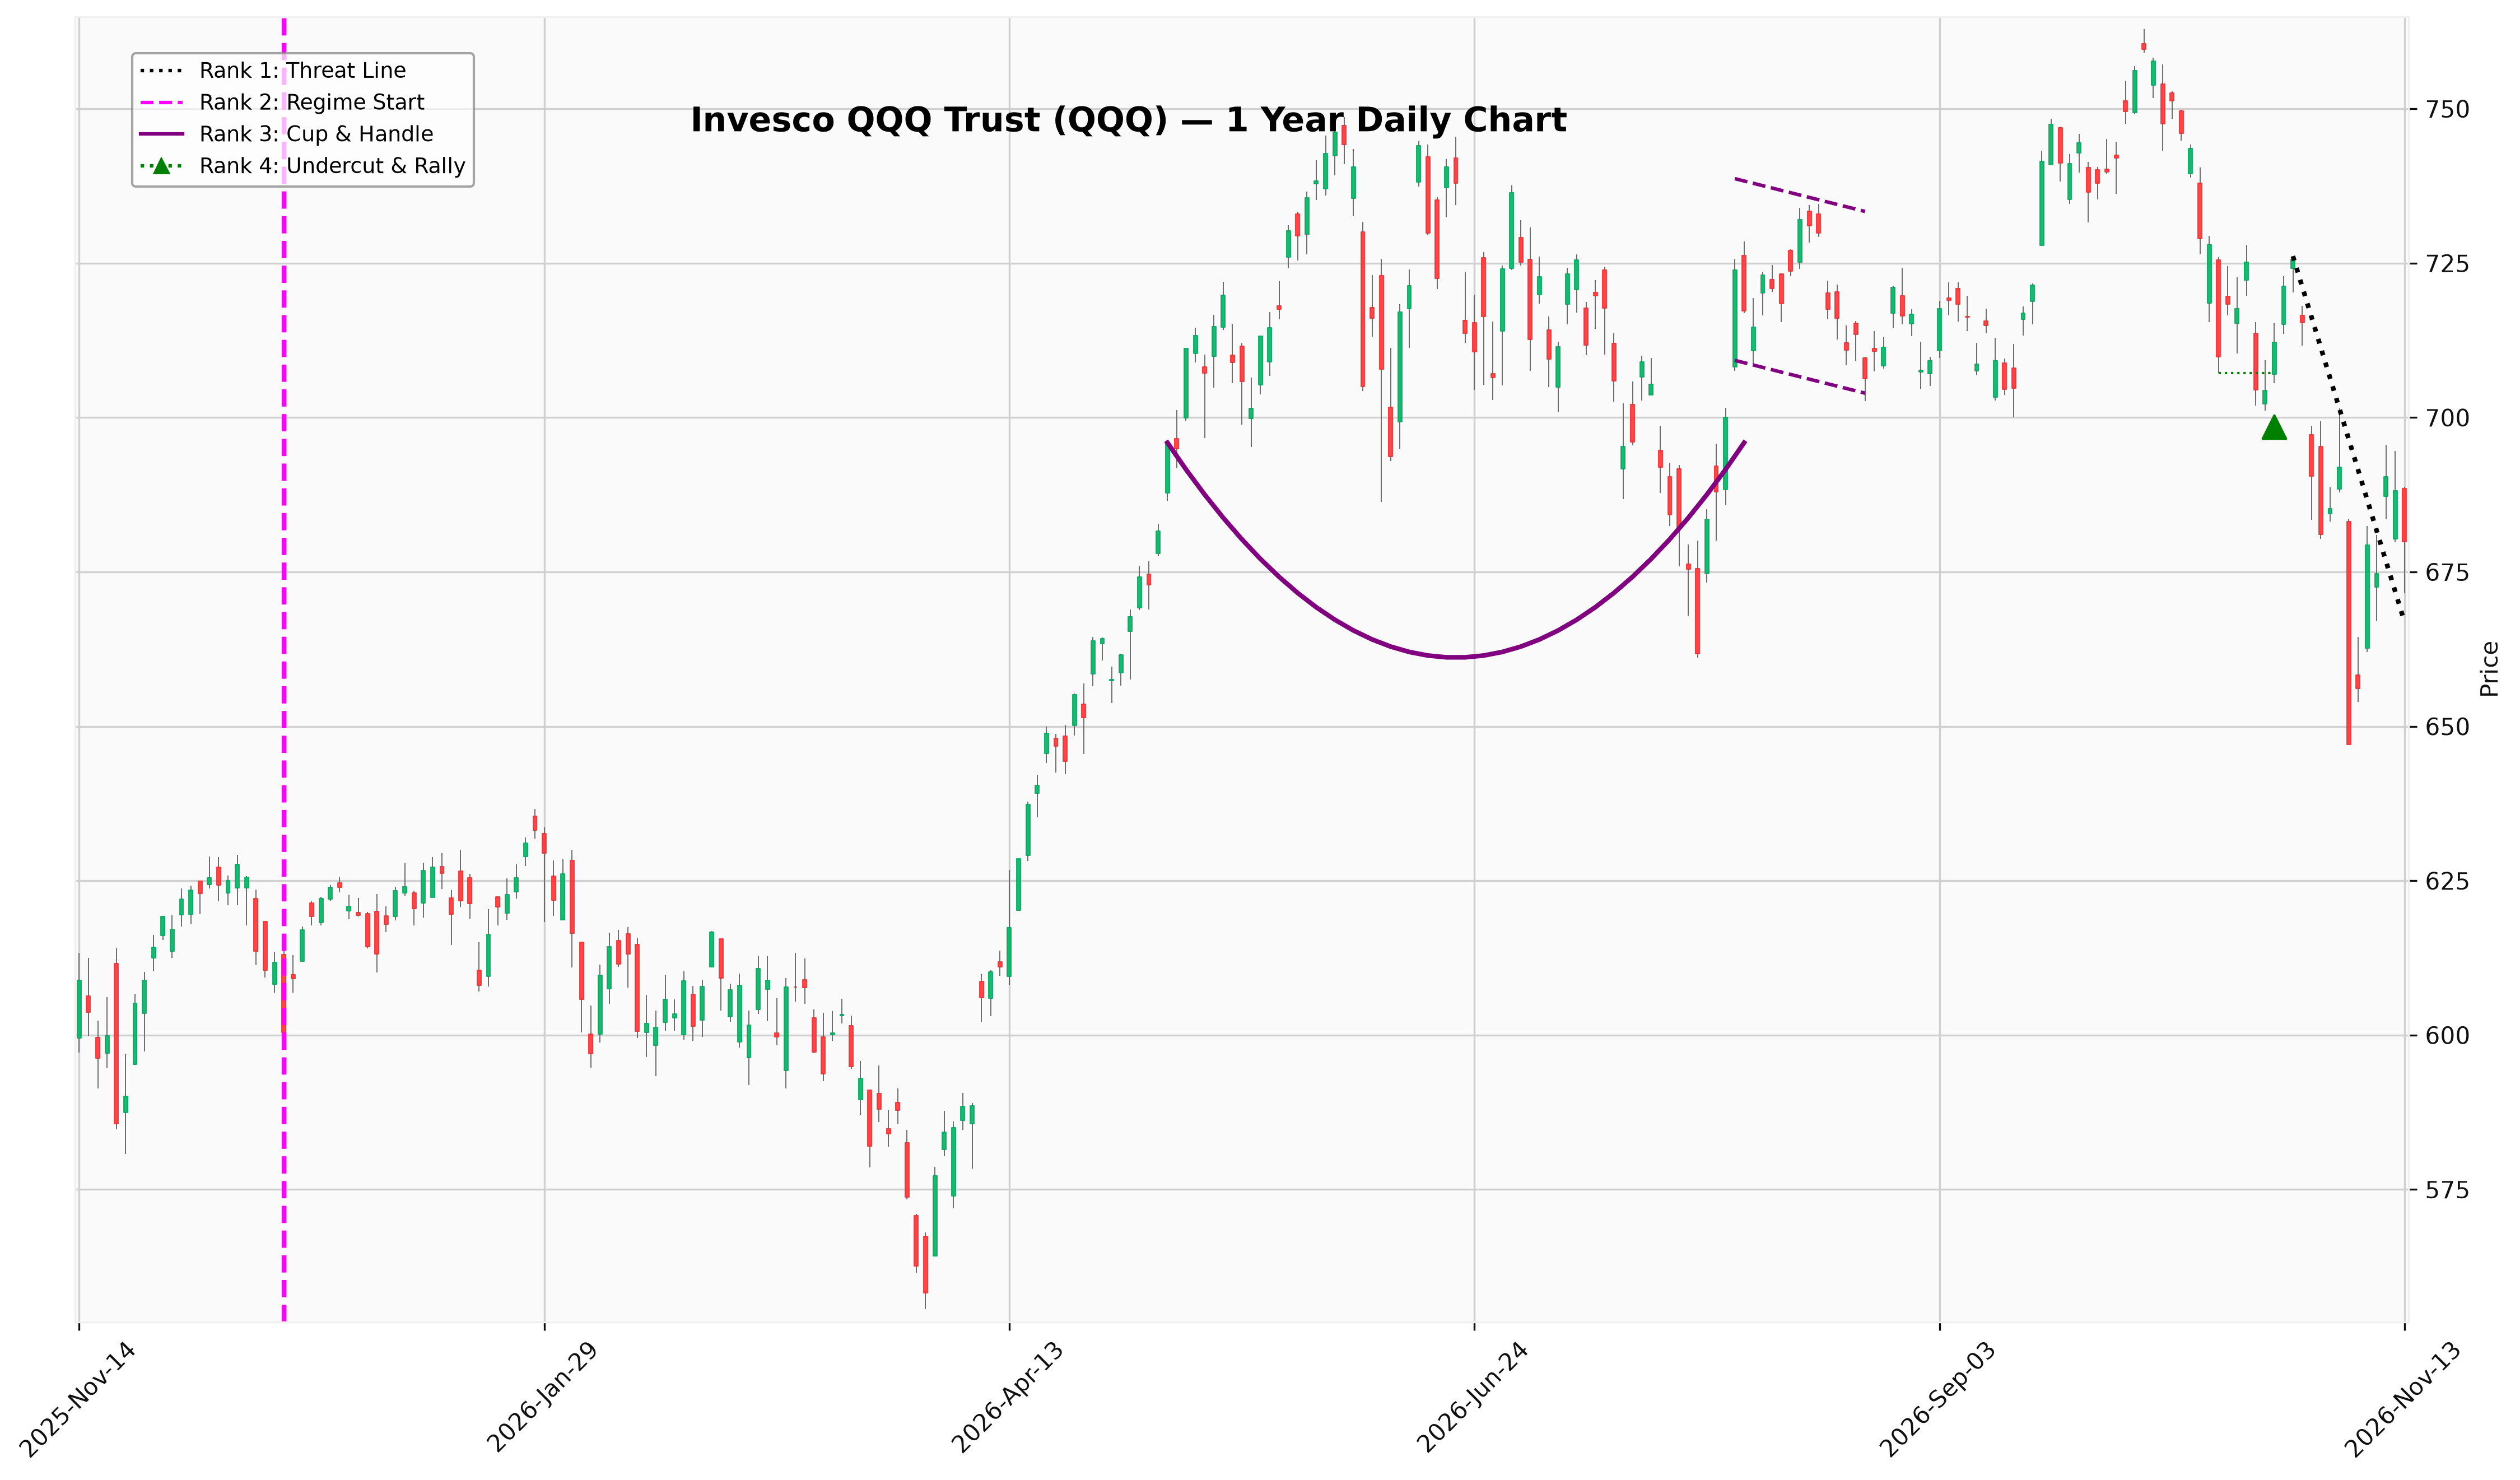 Rank 1: Threat Line
Rank 2: Regime Start
Rank 3: Cup & Handle
Rank 4: Undercut & Rally
Invesco QQQ Trust (QQQ) — 1 Year Daily Chart
750
725
700
675
650
625
600
575
Price
2025-Nov-14
2026-Jan-29
2026-Apr-13
2026-Jun-24
2026-Sep-03
2026-Nov-13